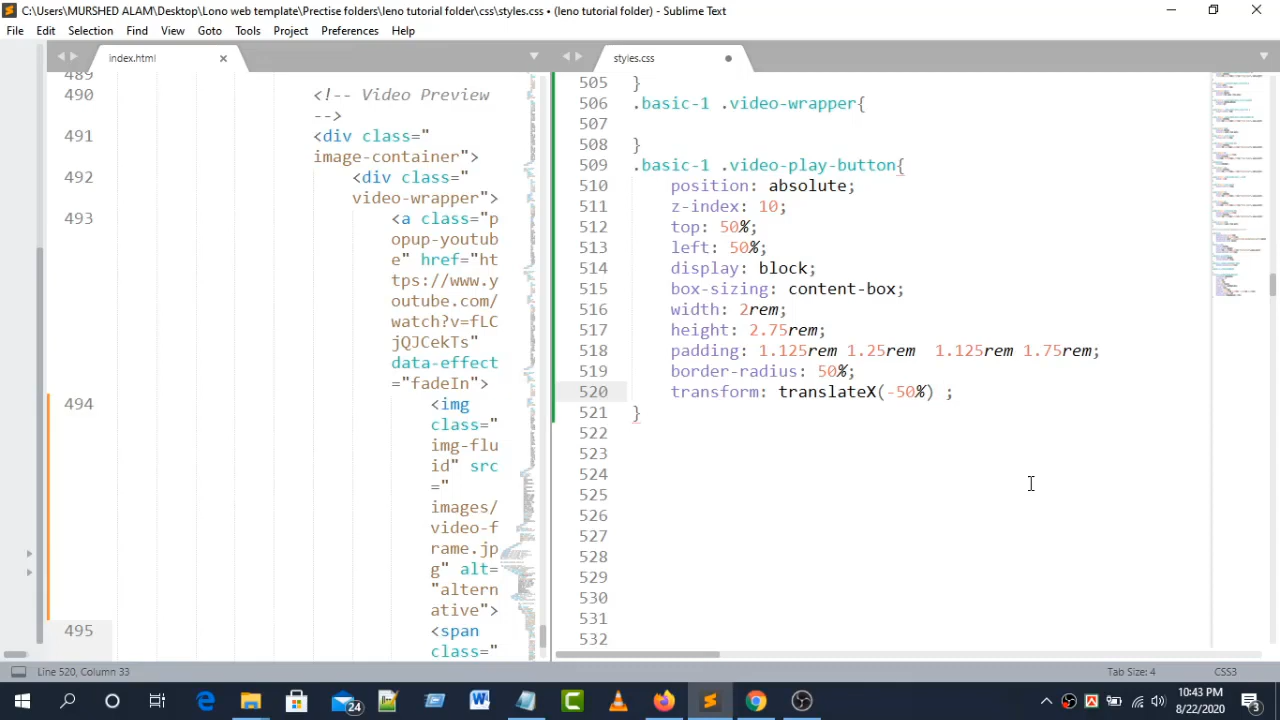 C:\Users\MURSHED ALAM\Desktop\Lono web template\Prectise folders\leno tutorial folder\css\styles.css • (leno tutorial folder) - Sublime Text
File Edit Selection Find View Goto Tools Project Preferences Help
index.html
styles.css
489
490 <!-- Video Preview
-->
491 <div class="
image-container">
492 <div class="
video-wrapper">
493 <a class="p
opup-youtub
e" href="ht
tps://www.y
outube.com/
watch?v=fLC
jQJCekTs"
data-effect
="fadeIn">
494 <img
class="
img-flu
id" src
="
images/
video-f
rame.jp
g" alt=
"altern
ative">
495 <span
class="
505 }
506 .basic-1 .video-wrapper{
507
508 }
509 .basic-1 .video-play-button{
510 position: absolute;
511 z-index: 10;
512 top: 50%;
513 left: 50%;
514 display: block;
515 box-sizing: content-box;
516 width: 2rem;
517 height: 2.75rem;
518 padding: 1.125rem 1.25rem  1.125rem 1.75rem;
519 border-radius: 50%;
520 transform: translateX(-50%) ;
521 }
522
523
524
525
526
527
528
529
530
531
532
Line 520, Column 33
Tab Size: 4
CSS3
24
10:43 PM
8/22/2020
3